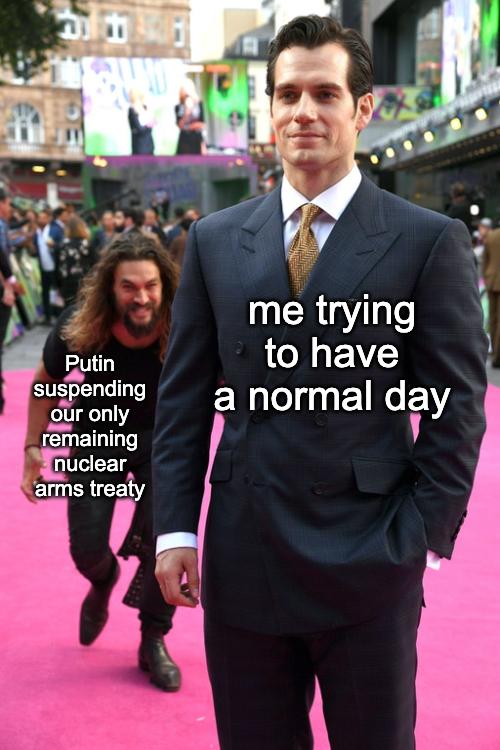 me trying
to have
a normal day
Putin
suspending
our only
remaining
nuclear
arms treaty